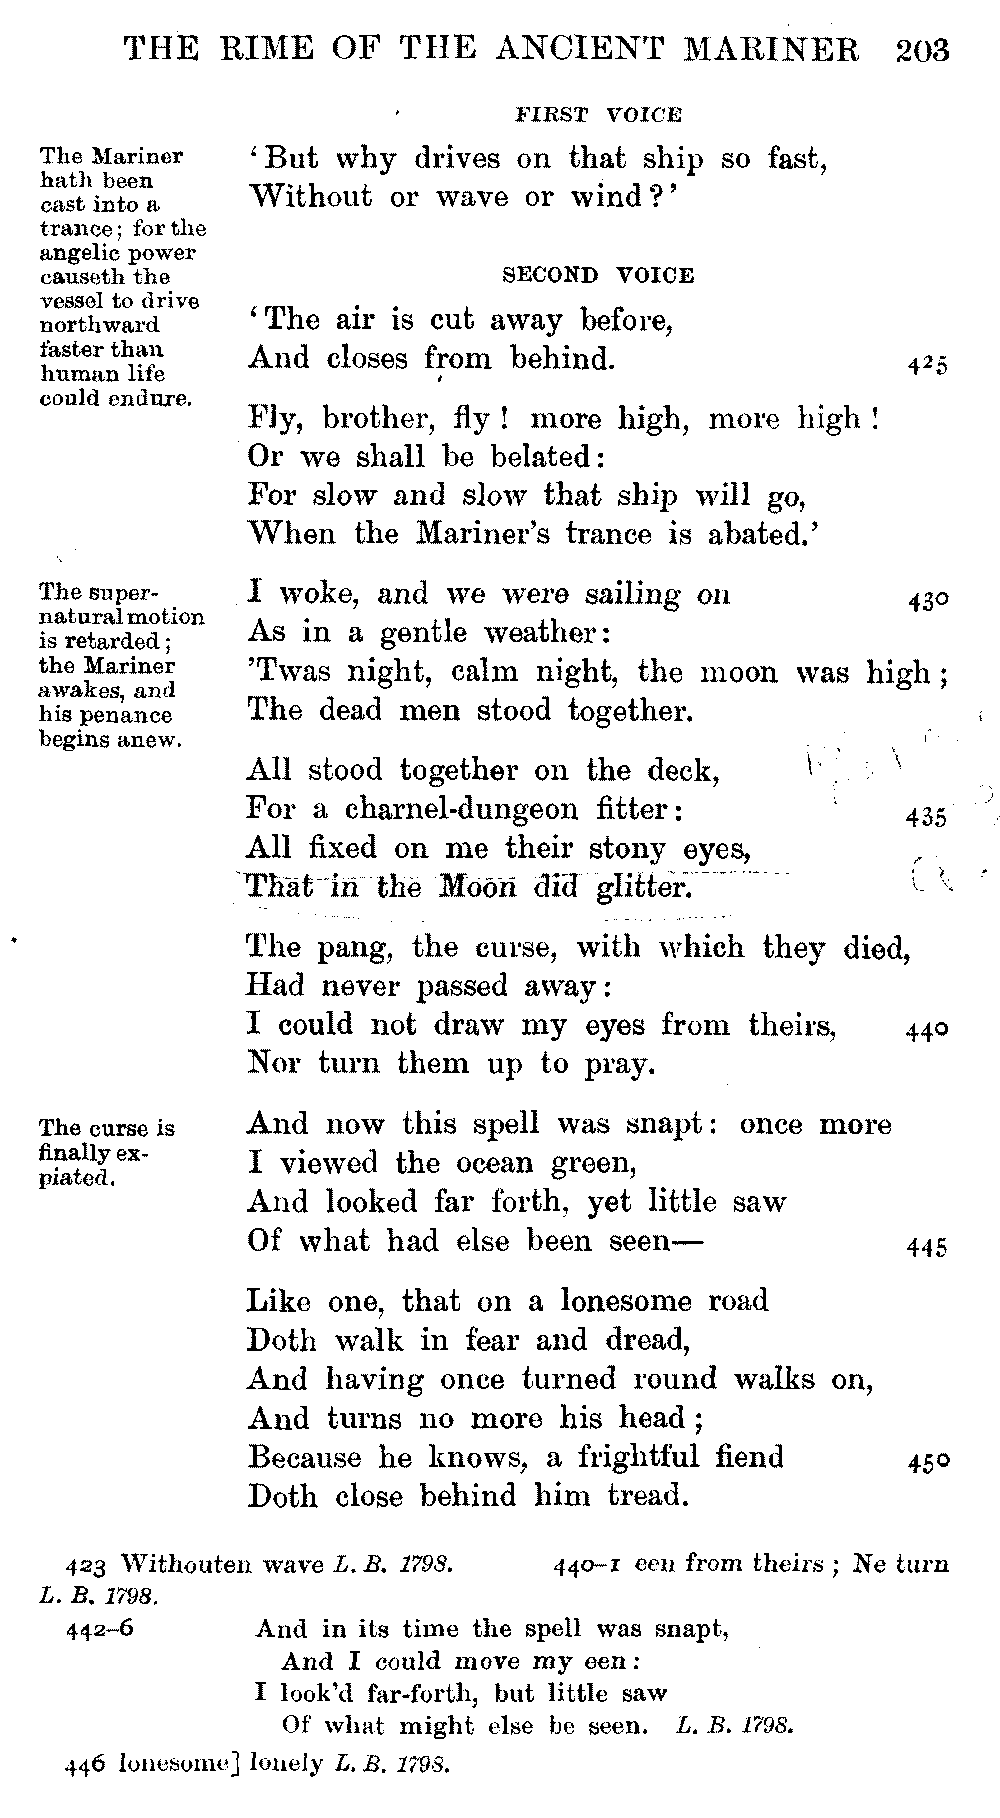 THE RIME OF THE ANCIENT MARINER 203
FIRST VOICE
The Mariner
hath been
cast into a
trance; for the
angelic power
causeth the
vessel to drive
northward
faster than
human life
could endure.
‘But why drives on that ship so fast,
Without or wave or wind?’
SECOND VOICE
‘The air is cut away before,
And closes from behind. 425
Fly, brother, fly! more high, more high!
Or we shall be belated:
For slow and slow that ship will go,
When the Mariner's trance is abated.’
The super-
natural motion
is retarded;
the Mariner
awakes, and
his penance
begins anew.
I woke, and we were sailing on 430
As in a gentle weather:
’Twas night, calm night, the moon was high;
The dead men stood together.
All stood together on the deck,
For a charnel-dungeon fitter: 435
All fixed on me their stony eyes,
That in the Moon did glitter.
The pang, the curse, with which they died,
Had never passed away:
I could not draw my eyes from theirs, 440
Nor turn them up to pray.
The curse is
finally ex-
piated.
And now this spell was snapt: once more
I viewed the ocean green,
And looked far forth, yet little saw
Of what had else been seen— 445
Like one, that on a lonesome road
Doth walk in fear and dread,
And having once turned round walks on,
And turns no more his head;
Because he knows, a frightful fiend 450
Doth close behind him tread.
423 Withouten wave L. B. 1798. 440–1 een from theirs; Ne turn
L. B. 1798.
442–6 And in its time the spell was snapt,
And I could move my een:
I look'd far-forth, but little saw
Of what might else be seen. L. B. 1798.
446 lonesome] lonely L. B. 1798.